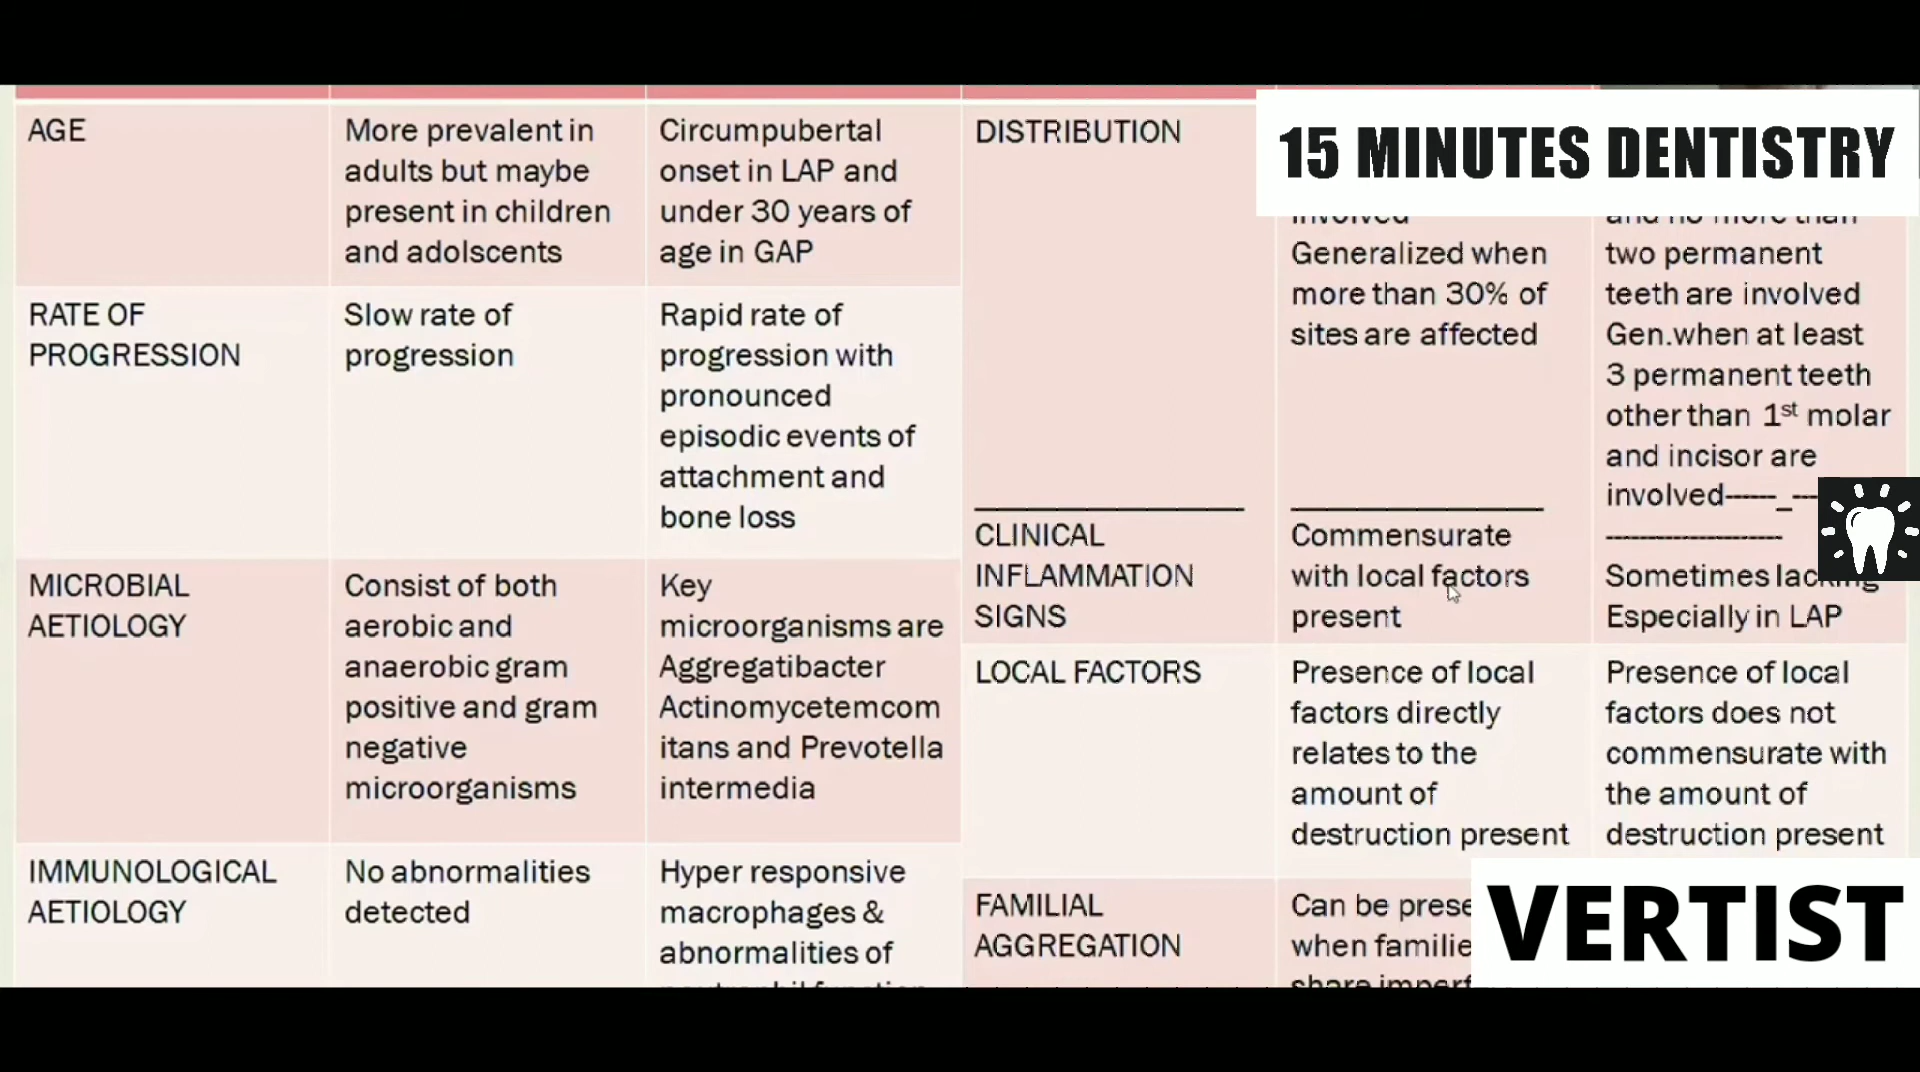 AGE
More prevalent in
adults but maybe
present in children
and adolscents
Circumpubertal
onset in LAP and
under 30 years of
age in GAP
RATE OF
PROGRESSION
Slow rate of
progression
Rapid rate of
progression with
pronounced
episodic events of
attachment and
bone loss
MICROBIAL
AETIOLOGY
Consist of both
aerobic and
anaerobic gram
positive and gram
negative
microorganisms
Key
microorganisms are
Aggregatibacter
Actinomycetemcom
itans and Prevotella
intermedia
IMMUNOLOGICAL
AETIOLOGY
No abnormalities
detected
Hyper responsive
macrophages &
abnormalities of
15 MINUTES DENTISTRY
DISTRIBUTION
involved
Generalized when
more than 30% of
sites are affected
and no more than
two permanent
teeth are involved
Gen.when at least
3 permanent teeth
other than 1st molar
and incisor are
involved------_---
---------------------
CLINICAL
INFLAMMATION
SIGNS
Commensurate
with local factors
present
Sometimes lacking
Especially in LAP
LOCAL FACTORS
Presence of local
factors directly
relates to the
amount of
destruction present
Presence of local
factors does not
commensurate with
the amount of
destruction present
FAMILIAL
AGGREGATION
Can be
when
share
VERTIST